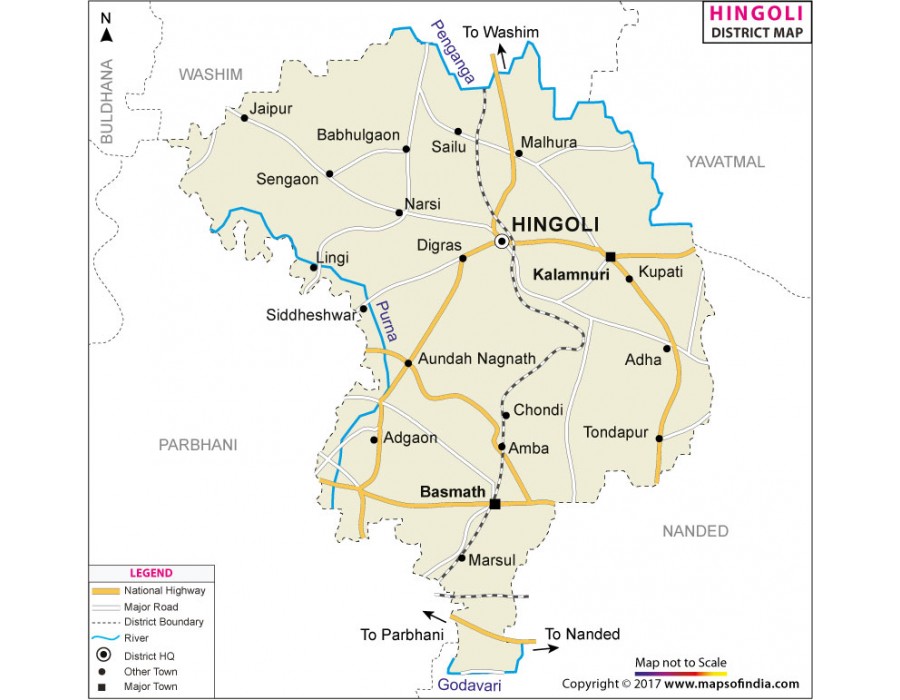 HINGOLI
DISTRICT MAP
N
To Washim
Penganga
BULDHANA
WASHIM
Jaipur
Babhulgaon
Sailu
Malhura
YAVATMAL
Sengaon
Narsi
HINGOLI
Digras
Lingi
Kalamnuri
Kupati
Siddheshwar
Purna
Aundah Nagnath
Adha
Chondi
Tondapur
PARBHANI
Adgaon
Amba
Basmath
NANDED
Marsul
LEGEND
National Highway
Major Road
District Boundary
River
District HQ
Other Town
Major Town
To Parbhani
To Nanded
Godavari
Map not to Scale
Copyright © 2017 www.mapsofindia.com